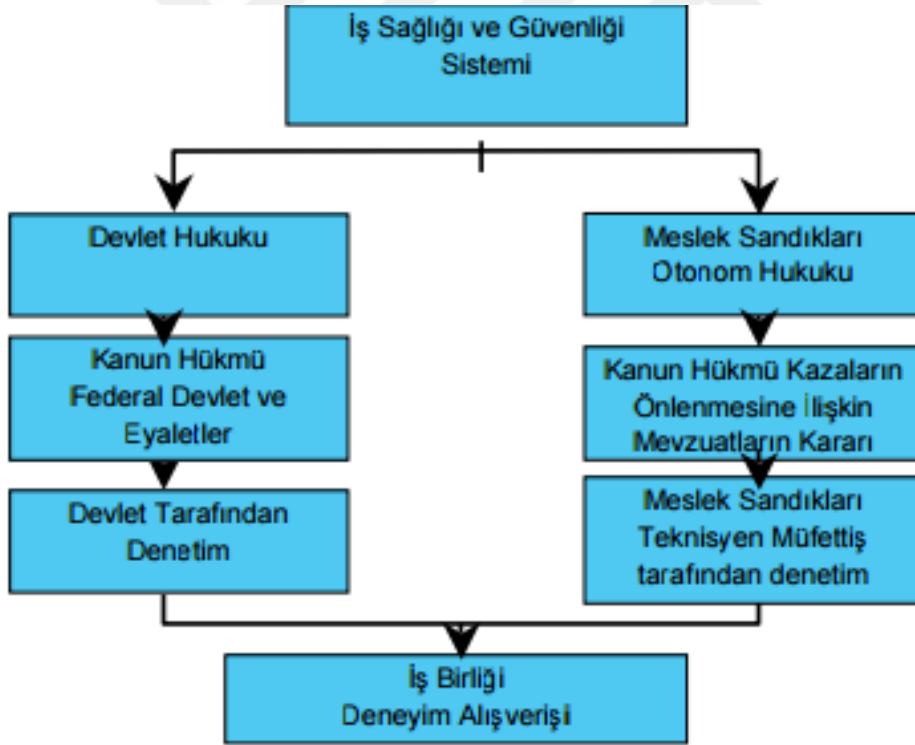 İş Sağlığı ve Güvenliği
Sistemi
Devlet Hukuku
Meslek Sandıkları
Otonom Hukuku
Kanun Hükmü
Federal Devlet ve
Eyaletler
Kanun Hükmü Kazaların
Önlenmesine İlişkin
Mevzuatların Kararı
Devlet Tarafından
Denetim
Meslek Sandıkları
Teknisyen Müfettiş
tarafından denetim
İş Birliği
Deneyim Alışverişi